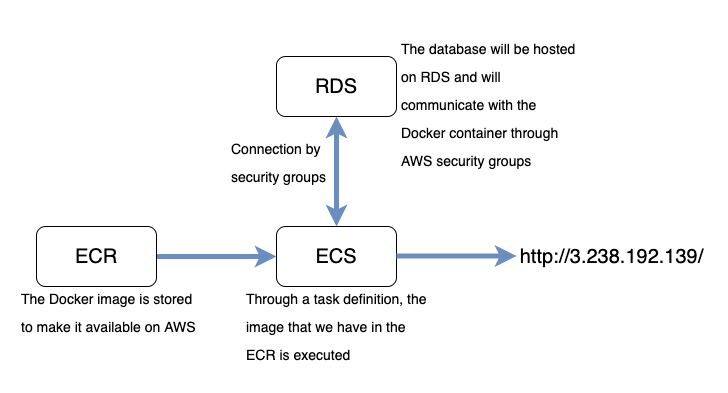 The database will be hosted
on RDS and will
communicate with the
Docker container through
AWS security groups
RDS
Connection by
security groups
ECR
ECS
http://3.238.192.139/
The Docker image is stored
to make it available on AWS
Through a task definition, the
image that we have in the
ECR is executed